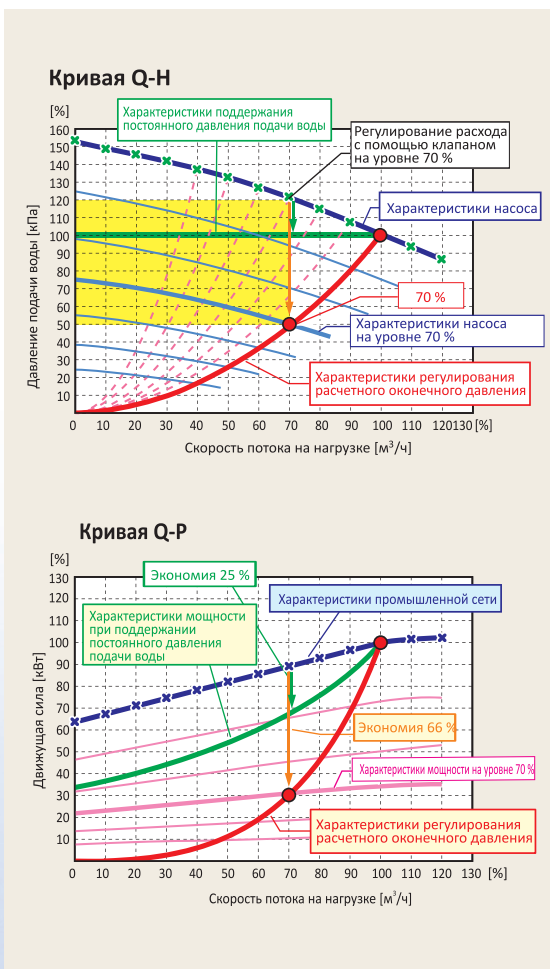 Кривая Q-H
[%]
160
150
140
130
120
110
100
90
80
70
60
50
40
30
20
10
Давление подачи воды [кПа]
Характеристики поддержания
постоянного давления подачи воды
Регулирование расхода
с помощью клапаном
на уровне 70 %
Характеристики насоса
70 %
Характеристики насоса
на уровне 70 %
Характеристики регулирования
расчетного оконечного давления
0 10 20 30 40 50 60 70 80 90 100 110 120 130 [%]
Скорость потока на нагрузке [м³/ч]
Кривая Q-P
[%]
130
120
110
100
90
80
70
60
50
40
30
20
10
Движущая сила [кВт]
Экономия 25 %
Характеристики промышленной сети
Характеристики мощности
при поддержании
постоянного давления
подачи воды
Экономия 66 %
Характеристики мощности на уровне 70 %
Характеристики регулирования
расчетного оконечного давления
0 10 20 30 40 50 60 70 80 90 100 110 120 130 [%]
Скорость потока на нагрузке [м³/ч]